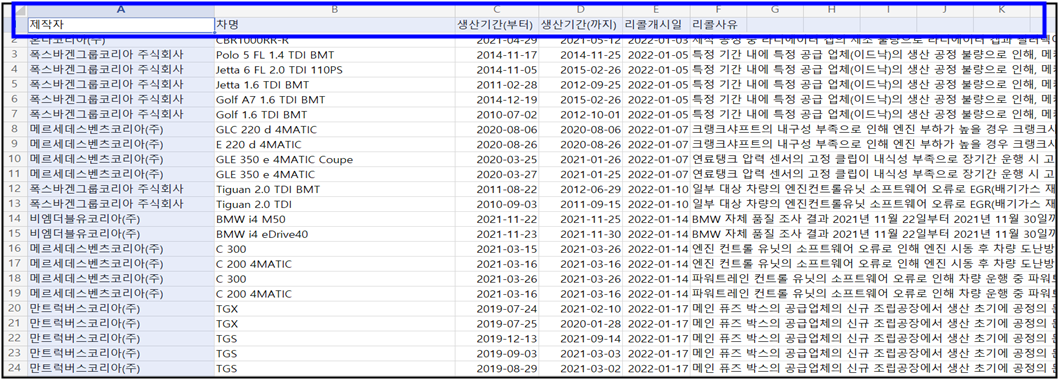 A B C D E F G H I J K
1 제작자 차명 생산기간(부터) 생산기간(까지) 리콜개시일 리콜사유
2 혼다코리아(주) CBR1000RR-R 2021-04-29 2021-05-12 2022-01-03
3 폭스바겐그룹코리아 주식회사 Polo 5 FL 1.4 TDI BMT 2014-11-17 2014-11-25 2022-01-05 특정 기간 내에 특정 공급 업체(이드낙)의 생산 공정 불량으로 인해, 메커
4 폭스바겐그룹코리아 주식회사 Jetta 6 FL 2.0 TDI 110PS 2014-11-05 2015-02-26 2022-01-05 특정 기간 내에 특정 공급 업체(이드낙)의 생산 공정 불량으로 인해, 메커
5 폭스바겐그룹코리아 주식회사 Jetta 1.6 TDI BMT 2011-02-28 2012-09-25 2022-01-05 특정 기간 내에 특정 공급 업체(이드낙)의 생산 공정 불량으로 인해, 메커
6 폭스바겐그룹코리아 주식회사 Golf A7 1.6 TDI BMT 2014-12-19 2015-02-26 2022-01-05 특정 기간 내에 특정 공급 업체(이드낙)의 생산 공정 불량으로 인해, 메커
7 폭스바겐그룹코리아 주식회사 Golf 1.6 TDI BMT 2010-07-02 2012-10-01 2022-01-05 특정 기간 내에 특정 공급 업체(이드낙)의 생산 공정 불량으로 인해, 메커
8 메르세데스벤츠코리아(주) GLC 220 d 4MATIC 2020-08-06 2020-08-06 2022-01-07 크랭크샤프트의 내구성 부족으로 인해 엔진 부하가 높을 경우 크랭크샤
9 메르세데스벤츠코리아(주) E 220 d 4MATIC 2020-08-06 2020-08-06 2022-01-07 크랭크샤프트의 내구성 부족으로 인해 엔진 부하가 높을 경우 크랭크샤
10 메르세데스벤츠코리아(주) GLE 350 e 4MATIC Coupe 2020-03-25 2021-01-26 2022-01-07 연료탱크 압력 센서의 고정 클립이 내식성 부족으로 장기간 운행 시 고
11 메르세데스벤츠코리아(주) GLE 350 e 4MATIC 2020-03-27 2021-01-25 2022-01-07 연료탱크 압력 센서의 고정 클립이 내식성 부족으로 장기간 운행 시 고
12 폭스바겐그룹코리아 주식회사 Tiguan 2.0 TDI BMT 2011-08-22 2012-06-29 2022-01-10 일부 대상 차량의 엔진컨트롤유닛 소프트웨어 오류로 EGR(배기가스 재
13 폭스바겐그룹코리아 주식회사 Tiguan 2.0 TDI 2010-09-03 2011-09-15 2022-01-10 일부 대상 차량의 엔진컨트롤유닛 소프트웨어 오류로 EGR(배기가스 재
14 비엠더블유코리아(주) BMW i4 M50 2021-11-22 2021-11-25 2022-01-14 BMW 자체 품질 조사 결과 2021년 11월 22일부터 2021년 11월 30일까
15 비엠더블유코리아(주) BMW i4 eDrive40 2021-11-23 2021-11-30 2022-01-14 BMW 자체 품질 조사 결과 2021년 11월 22일부터 2021년 11월 30일까
16 메르세데스벤츠코리아(주) C 300 2021-03-15 2021-03-26 2022-01-14 엔진 컨트롤 유닛의 소프트웨어 오류로 인해 엔진 시동 후 차량 도난방
17 메르세데스벤츠코리아(주) C 200 4MATIC 2021-03-16 2021-03-16 2022-01-14 엔진 컨트롤 유닛의 소프트웨어 오류로 인해 엔진 시동 후 차량 도난방
18 메르세데스벤츠코리아(주) C 300 2021-03-26 2021-03-26 2022-01-14 파워트레인 컨트롤 유닛의 소프트웨어 오류로 인해 차량 운행 중 파워트
19 메르세데스벤츠코리아(주) C 200 4MATIC 2021-03-16 2021-03-16 2022-01-14 파워트레인 컨트롤 유닛의 소프트웨어 오류로 인해 차량 운행 중 파워트
20 만트럭버스코리아(주) TGX 2019-07-24 2021-02-10 2022-01-17 메인 퓨즈 박스의 공급업체의 신규 조립공장에서 생산 초기에 공정의 문
21 만트럭버스코리아(주) TGX 2019-07-25 2020-01-28 2022-01-17 메인 퓨즈 박스의 공급업체의 신규 조립공장에서 생산 초기에 공정의 문
22 만트럭버스코리아(주) TGS 2019-12-13 2021-09-14 2022-01-17 메인 퓨즈 박스의 공급업체의 신규 조립공장에서 생산 초기에 공정의 문
23 만트럭버스코리아(주) TGS 2019-09-03 2021-03-03 2022-01-17 메인 퓨즈 박스의 공급업체의 신규 조립공장에서 생산 초기에 공정의 문
24 만트럭버스코리아(주) TGS 2019-08-29 2021-03-02 2022-01-17 메인 퓨즈 박스의 공급업체의 신규 조립공장에서 생산 초기에 공정의 문